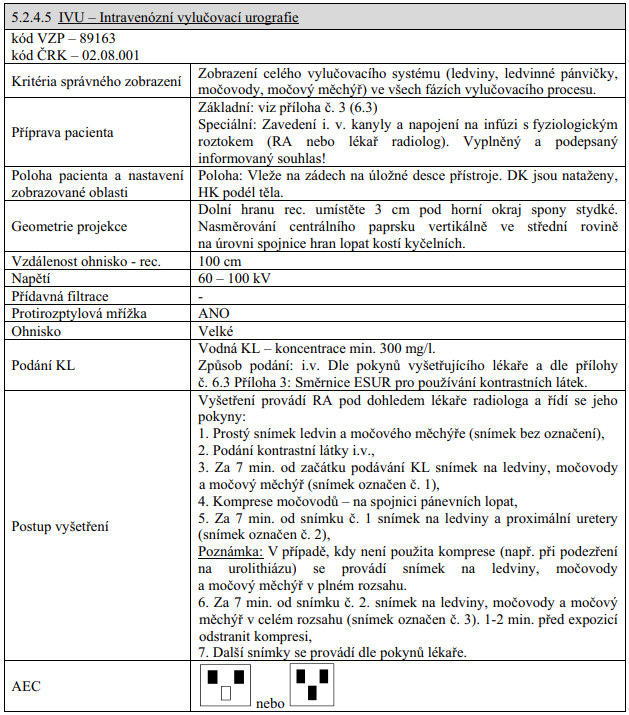 5.2.4.5 IVU – Intravenózní vylučovací urografie
kód VZP – 89163
kód ČRK – 02.08.001
Kritéria správného zobrazení
Zobrazení celého vylučovacího systému (ledviny, ledvinné pánvičky,
močovody, močový měchýř) ve všech fázích vylučovacího procesu.
Příprava pacienta
Základní: viz příloha č. 3 (6.3)
Speciální: Zavedení i. v. kanyly a napojení na infúzi s fyziologickým
roztokem (RA nebo lékař radiolog). Vyplněný a podepsaný
informovaný souhlas!
Poloha pacienta a nastavení
zobrazované oblasti
Poloha: Vleže na zádech na úložné desce přístroje. DK jsou nataženy,
HK podél těla.
Geometrie projekce
Dolní hranu rec. umístěte 3 cm pod horní okraj spony stydké.
Nasměrování centrálního paprsku vertikálně ve střední rovině
na úrovni spojnice hran lopat kostí kyčelních.
Vzdálenost ohnisko - rec.
100 cm
Napětí
60 – 100 kV
Přídavná filtrace
-
Protirozptylová mřížka
ANO
Ohnisko
Velké
Podání KL
Vodná KL – koncentrace min. 300 mg/l.
Způsob podání: i.v. Dle pokynů vyšetřujícího lékaře a dle přílohy
č. 6.3 Příloha 3: Směrnice ESUR pro používání kontrastních látek.
Postup vyšetření
Vyšetření provádí RA pod dohledem lékaře radiologa a řídí se jeho
pokyny:
1. Prostý snímek ledvin a močového měchýře (snímek bez označení),
2. Podání kontrastní látky i.v.,
3. Za 7 min. od začátku podávání KL snímek na ledviny, močovody
a močový měchýř (snímek označen č. 1),
4. Komprese močovodů – na spojnici pánevních lopat,
5. Za 7 min. od snímku č. 1 snímek na ledviny a proximální uretery
(snímek označen č. 2),
Poznámka: V případě, kdy není použita komprese (např. při podezření
na urolithiázu) se provádí snímek na ledviny, močovody
a močový měchýř v plném rozsahu.
6. Za 7 min. od snímku č. 2. snímek na ledviny, močovody a močový
měchýř v celém rozsahu (snímek označen č. 3). 1-2 min. před expozicí
odstranit kompresi,
7. Další snímky se provádí dle pokynů lékaře.
AEC
nebo